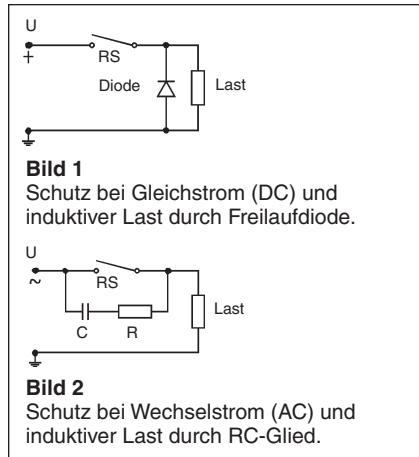 U
+
RS
Diode
Last
Bild 1
Schutz bei Gleichstrom (DC) und
induktiver Last durch Freilaufdiode.
U
~
RS
C R
Last
Bild 2
Schutz bei Wechselstrom (AC) und
induktiver Last durch RC-Glied.